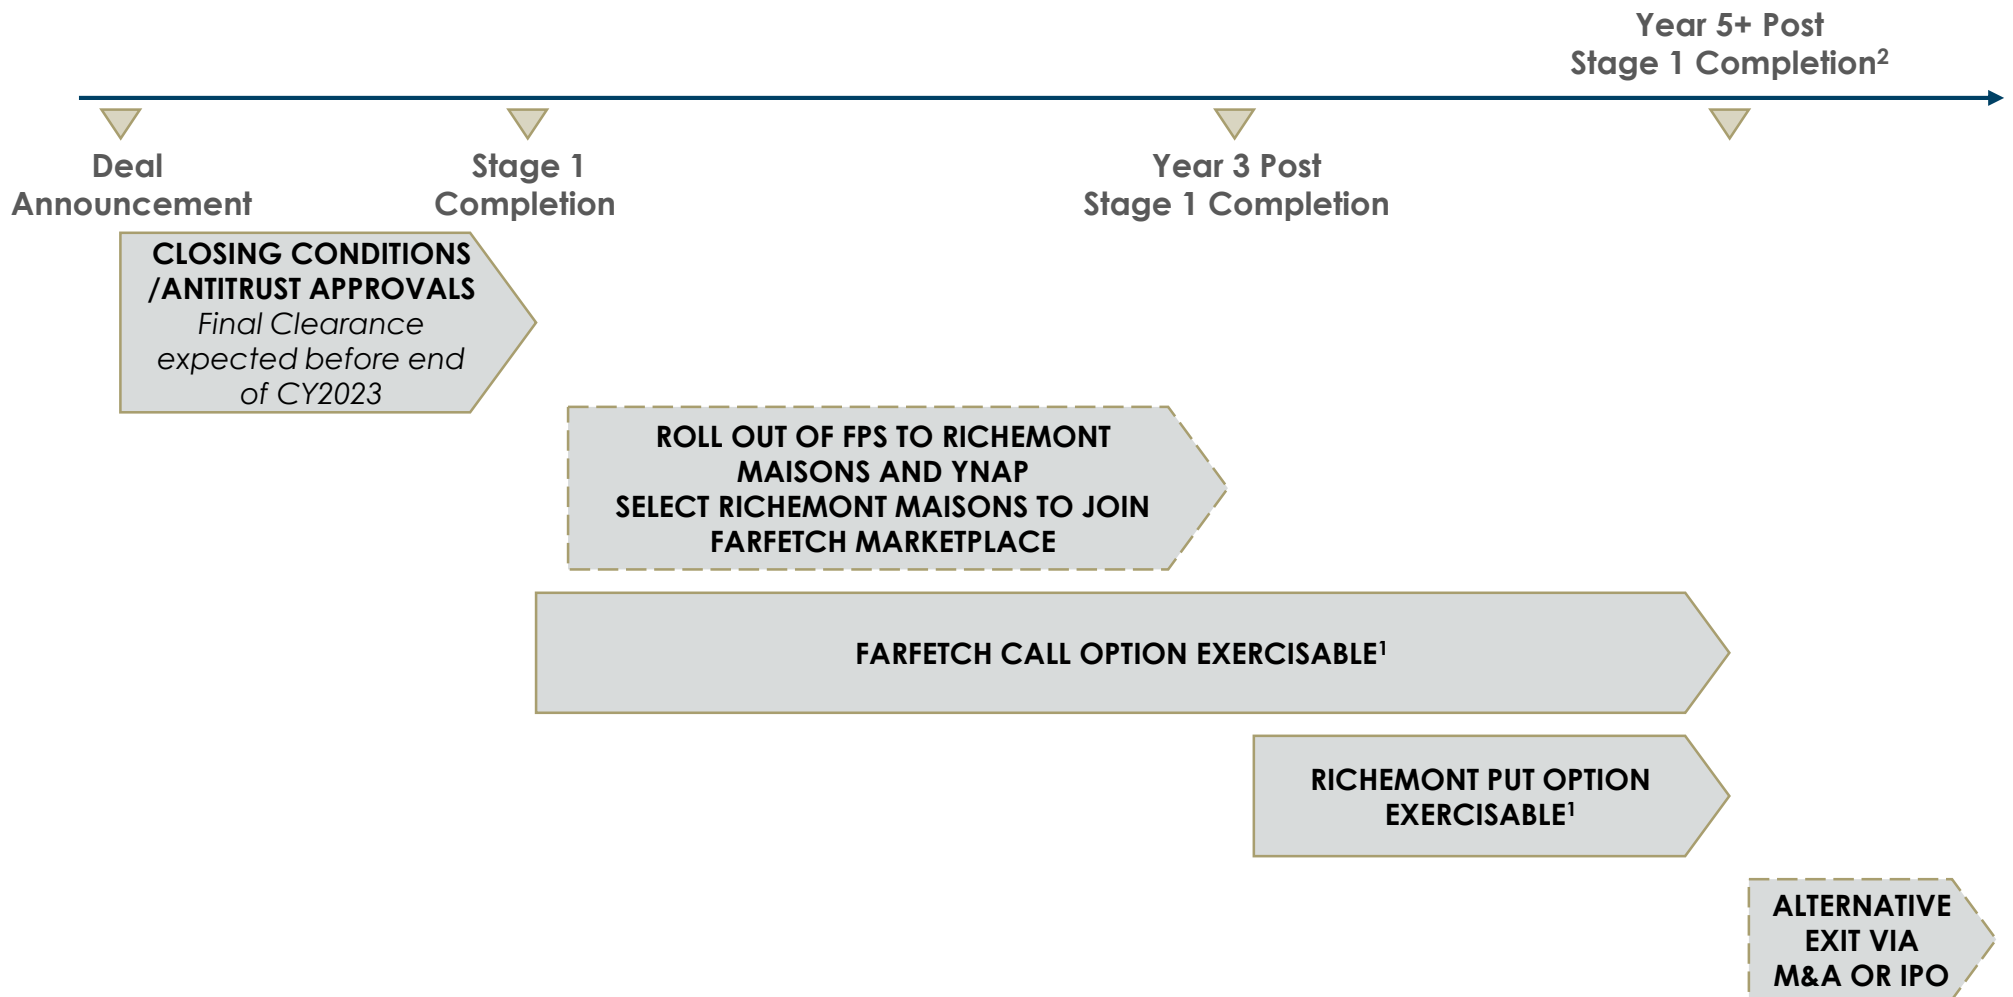 Year 5+ Post
Stage 1 Completion²
Deal
Announcement
Stage 1
Completion
Year 3 Post
Stage 1 Completion
CLOSING CONDITIONS
/ANTITRUST APPROVALS
Final Clearance
expected before end
of CY2023
ROLL OUT OF FPS TO RICHEMONT
MAISONS AND YNAP
SELECT RICHEMONT MAISONS TO JOIN
FARFETCH MARKETPLACE
FARFETCH CALL OPTION EXERCISABLE¹
RICHEMONT PUT OPTION
EXERCISABLE¹
ALTERNATIVE
EXIT VIA
M&A OR IPO